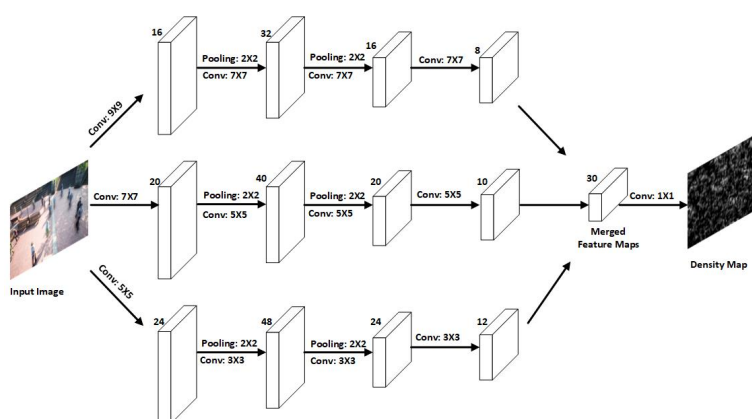 16
32
16
8
Pooling: 2X2
Conv: 7X7
Pooling: 2X2
Conv: 7X7
Conv: 7X7
Conv: 9X9
Conv: 7X7
20
40
20
10
30
Pooling: 2X2
Conv: 5X5
Pooling: 2X2
Conv: 5X5
Conv: 5X5
Conv: 1X1
Merged
Feature Maps
Density Map
Input Image
Conv: 5X5
24
48
24
12
Pooling: 2X2
Conv: 3X3
Pooling: 2X2
Conv: 3X3
Conv: 3X3